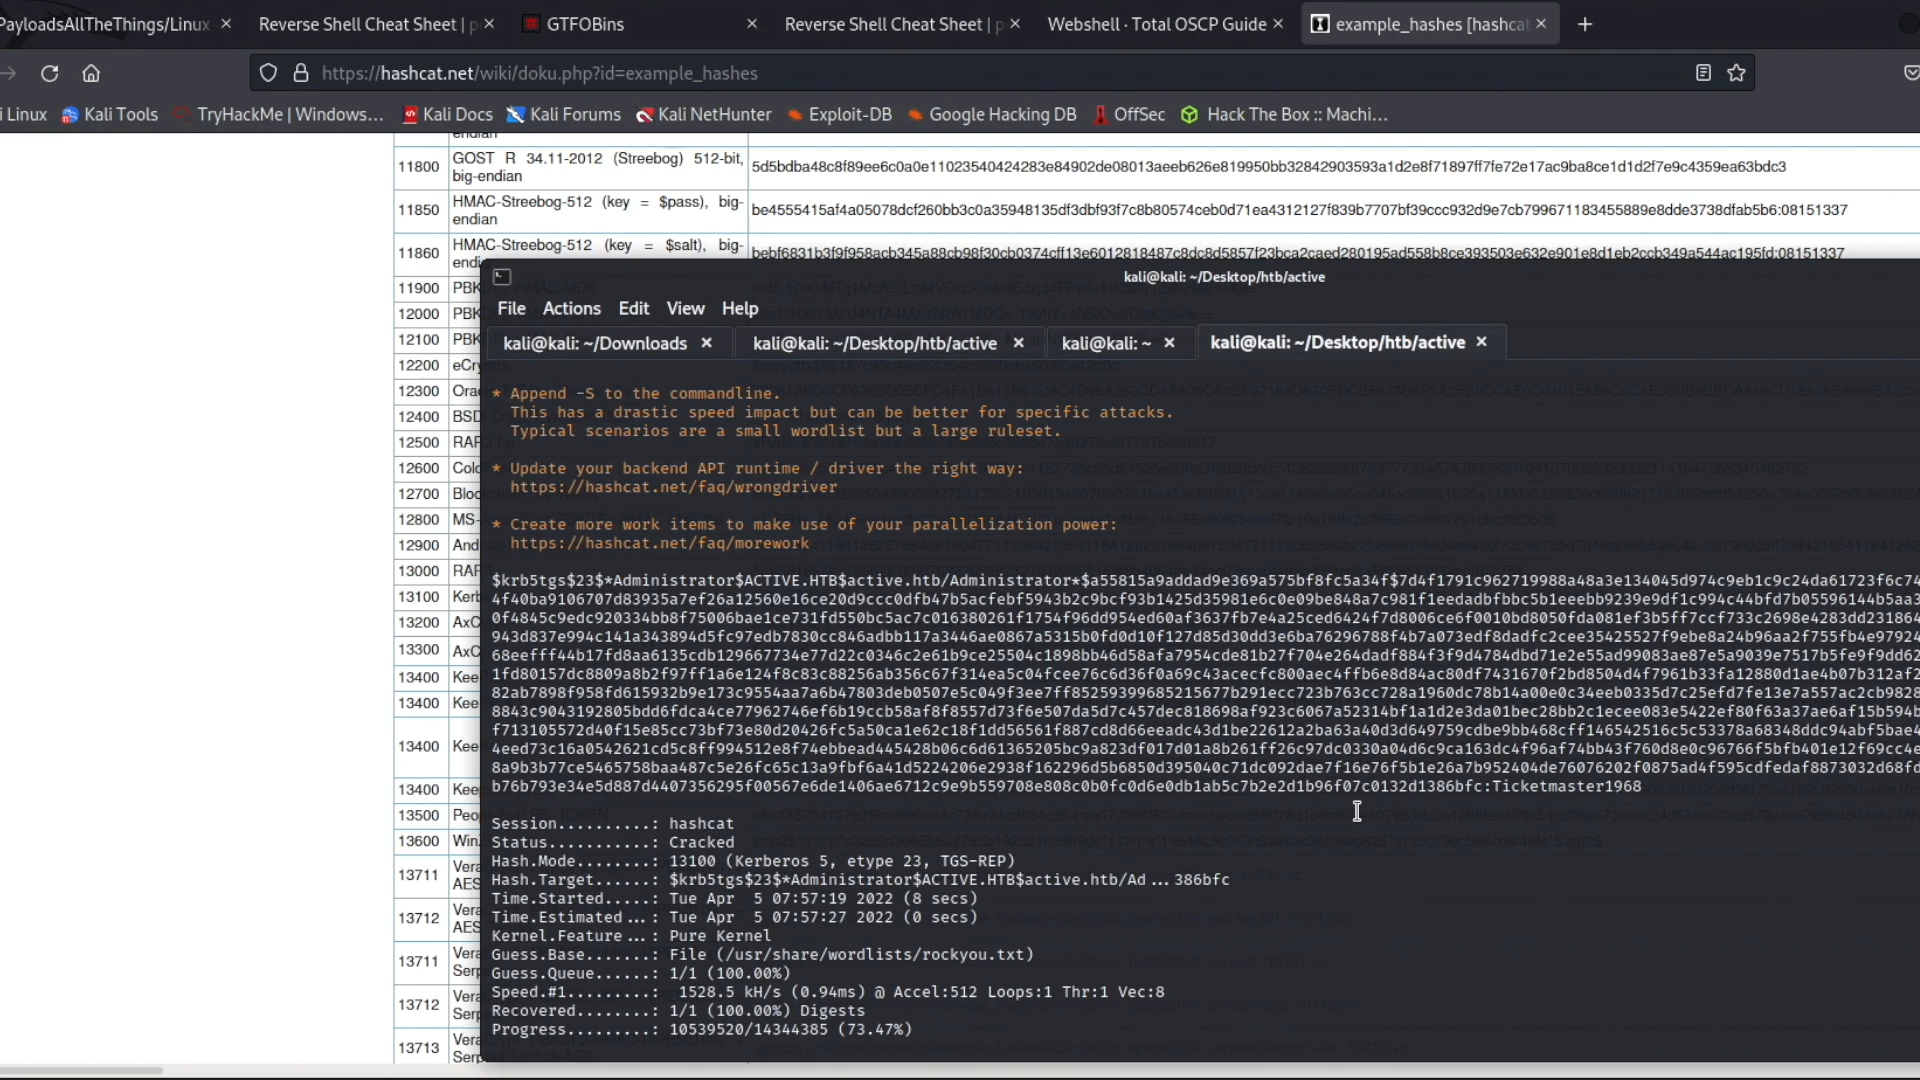 PayloadsAllTheThings/Linux
Reverse Shell Cheat Sheet | p
GTFOBins
Reverse Shell Cheat Sheet | p
Webshell · Total OSCP Guide
example_hashes [hashcat
https://hashcat.net/wiki/doku.php?id=example_hashes
Linux
Kali Tools
TryHackMe | Windows…
Kali Docs
Kali Forums
Kali NetHunter
Exploit-DB
Google Hacking DB
OffSec
Hack The Box :: Machi…
endian
11800
GOST R 34.11-2012 (Streebog) 512-bit,
big-endian
5d5bdba48c8f89ee6c0a0e11023540424283e84902de08013aeeb626e819950bb32842903593a1d2e8f71897ff7fe72e17ac9ba8ce1d1d2f7e9c4359ea63bdc3
11850
HMAC-Streebog-512 (key = $pass), big-
endian
be4555415af4a05078dcf260bb3c0a35948135df3dbf93f7c8b80574ceb0d71ea4312127f839b7707bf39ccc932d9e7cb799671183455889e8dde3738dfab5b6:08151337
11860
HMAC-Streebog-512 (key = $salt), big-
bebf6831b3f9f958acb345a88cb98f30cb0374cff13e6012818487c8dc8d5857f23bca2caed280195ad558b8ce393503e632e901e8d1eb2ccb349a544ac195fd:08151337
11900
12000
12100
12200
12300
12400
12500
12600
12700
12800
12900
13000
13100
13200
13300
13400
13400
13400
13400
13500
13600
13711
13712
13711
13712
13713
kali@kali: ~/Desktop/htb/active
File Actions Edit View Help
kali@kali: ~/Downloads
kali@kali: ~/Desktop/htb/active
kali@kali: ~
kali@kali: ~/Desktop/htb/active
* Append -S to the commandline.
This has a drastic speed impact but can be better for specific attacks.
Typical scenarios are a small wordlist but a large ruleset.
* Update your backend API runtime / driver the right way:
https://hashcat.net/faq/wrongdriver
* Create more work items to make use of your parallelization power:
https://hashcat.net/faq/morework
$krb5tgs$23$*Administrator$ACTIVE.HTB$active.htb/Administrator*$a55815a9addad9e369a575bf8fc5a34f$7d4f1791c962719988a48a3e134045d974c9eb1c9c24da61723f6c74
4f40ba9106707d83935a7ef26a12560e16ce20d9ccc0dfb47b5acfebf5943b2c9bcf93b1425d35981e6c0e09be848a7c981f1eedadbfbbc5b1eeebb9239e9df1c994c44bfd7b05596144b5aa3
0f4845c9edc920334bb8f75006bae1ce731fd550bc5ac7c016380261f1754f96dd954ed60af3637fb7e4a25ced6424f7d8006ce6f0010bd8050fda081ef3b5ff7ccf733c2698e4283dd231864
943d837e994c141a343894d5fc97edb7830cc846adbb117a3446ae0867a5315b0fd0d10f127d85d30dd3e6ba76296788f4b7a073edf8dadfc2cee35425527f9ebe8a24b96aa2f755fb4e97924
68eefff44b17fd8aa6135cdb129667734e77d22c0346c2e61b9ce25504c1898bb46d58afa7954cde81b27f704e264dadf884f3f9d4784dbd71e2e55ad99083ae87e5a9039e7517b5fe9f9dd62
1fd80157dc8809a8b2f97ff1a6e124f8c83c88256ab356c67f314ea5c04fcee76c6d36f0a69c43acecfc800aec4ffb6e8d84ac80df7431670f2bd8504d4f7961b33fa12880d1ae4b07b312af2
82ab7898f958fd615932b9e173c9554aa7a6b47803deb0507e5c049f3ee7ff85259399685215677b291ecc723b763cc728a1960dc78b14a00e0c3eeb0335d7c25efd7fe13e7a557ac2cb9828
8843c9043192805bdd6fdca4ce77962746ef6b19ccb58af8f8557d73f6e507da5d7c457dec818698af923c6067a52314bf1a1d2e3da01bec28bb2c1ecee083e5422ef80f63a37ae6af15b594b
f713105572d40f15e85cc73bf73e80d20426fc5a50ca1e62c18f1dd56561f887cd8d66eeadc43d1be22612a2ba63a40d3d649759cdbe9bb468cff146542516c5c53378a68348ddc94abf5bae4
4eed73c16a0542621cd5c8ff994512e8f74ebbead445428b06c6d61365205bc9a823df017d01a8b261ff26c97dc0330a04d6c9ca163dc4f96af74bb43f760d8e0c96766f5bfb401e12f69cc4e
8a9b3b77ce5465758baa487c5e26fc65c13a9fbf6a41d5224206e2938f162296d5b6850d395040c71dc092dae7f16e76f5b1e26a7b952404de76076202f0875ad4f595cdfedaf8873032d68fd
b76b793e34e5d887d4407356295f00567e6de1406ae6712c9e9b559708e808c0b0fc0d6e0db1ab5c7b2e2d1b96f07c0132d1386bfc:Ticketmaster1968
Session..........: hashcat
Status...........: Cracked
Hash.Mode........: 13100 (Kerberos 5, etype 23, TGS-REP)
Hash.Target......: $krb5tgs$23$*Administrator$ACTIVE.HTB$active.htb/Ad...386bfc
Time.Started.....: Tue Apr  5 07:57:19 2022 (8 secs)
Time.Estimated...: Tue Apr  5 07:57:27 2022 (0 secs)
Kernel.Feature...: Pure Kernel
Guess.Base.......: File (/usr/share/wordlists/rockyou.txt)
Guess.Queue......: 1/1 (100.00%)
Speed.#1.........:  1528.5 kH/s (0.94ms) @ Accel:512 Loops:1 Thr:1 Vec:8
Recovered........: 1/1 (100.00%) Digests
Progress.........: 10539520/14344385 (73.47%)